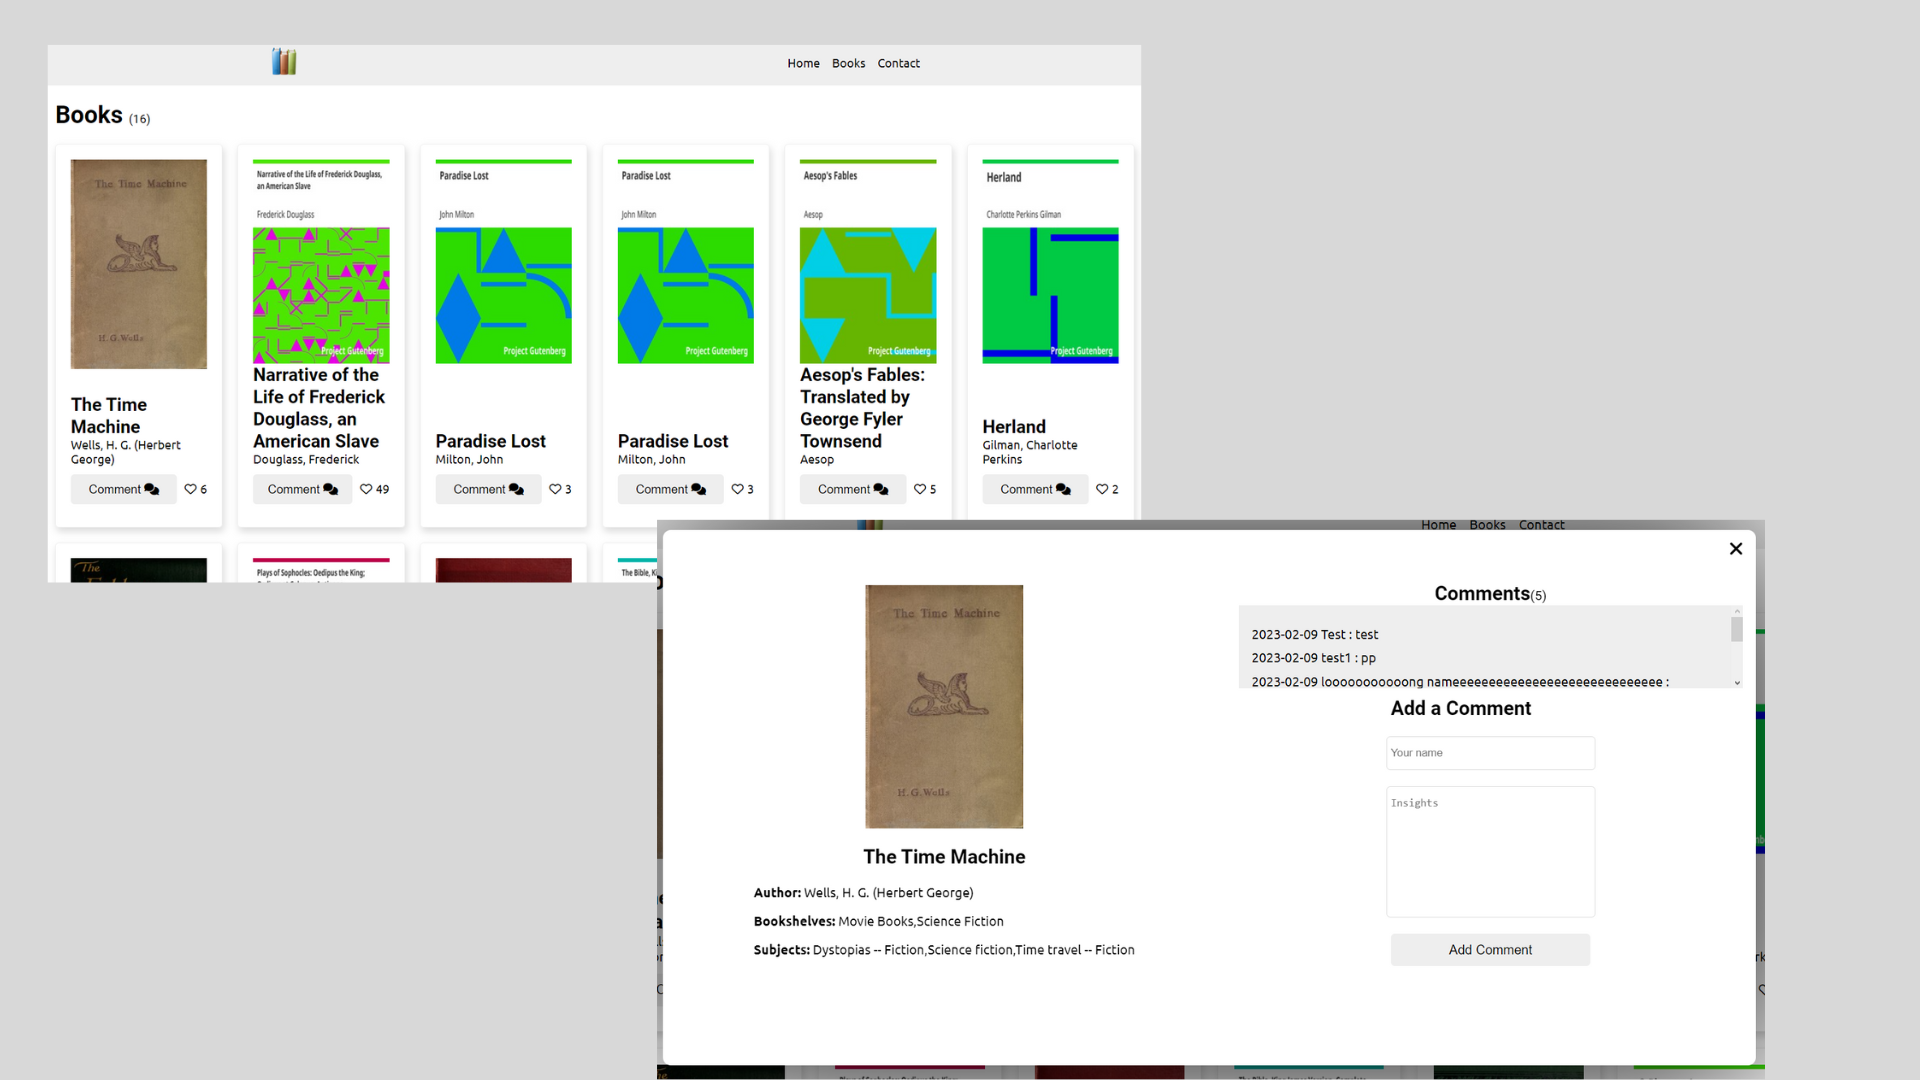 Home Books Contact
Books (16)
The Time Machine
H.G.Wells
The Time
Machine
Wells, H. G. (Herbert
George)
Comment 6
Narrative of the Life of Frederick Douglass,
an American Slave
Frederick Douglass
Project Gutenberg
Narrative of the
Life of Frederick
Douglass, an
American Slave
Douglass, Frederick
Comment 49
Paradise Lost
John Milton
Project Gutenberg
Paradise Lost
Milton, John
Comment 3
Paradise Lost
John Milton
Project Gutenberg
Paradise Lost
Milton, John
Comment 3
Aesop's Fables
Aesop
Project Gutenberg
Aesop's Fables:
Translated by
George Fyler
Townsend
Aesop
Comment 5
Herland
Charlotte Perkins Gilman
Project Gutenberg
Herland
Gilman, Charlotte
Perkins
Comment 2
The
Plays of Sophocles: Oedipus the King;
The Bible, Ki
Home Books Contact
The Time Machine
H.G.Wells
The Time Machine
Author: Wells, H. G. (Herbert George)
Bookshelves: Movie Books,Science Fiction
Subjects: Dystopias -- Fiction,Science fiction,Time travel -- Fiction
Comments(5)
2023-02-09 Test : test
2023-02-09 test1 : pp
2023-02-09 looooooooooong nameeeeeeeeeeeeeeeeeeeeeeeeeeeee :
Add a Comment
Your name
Insights
Add Comment